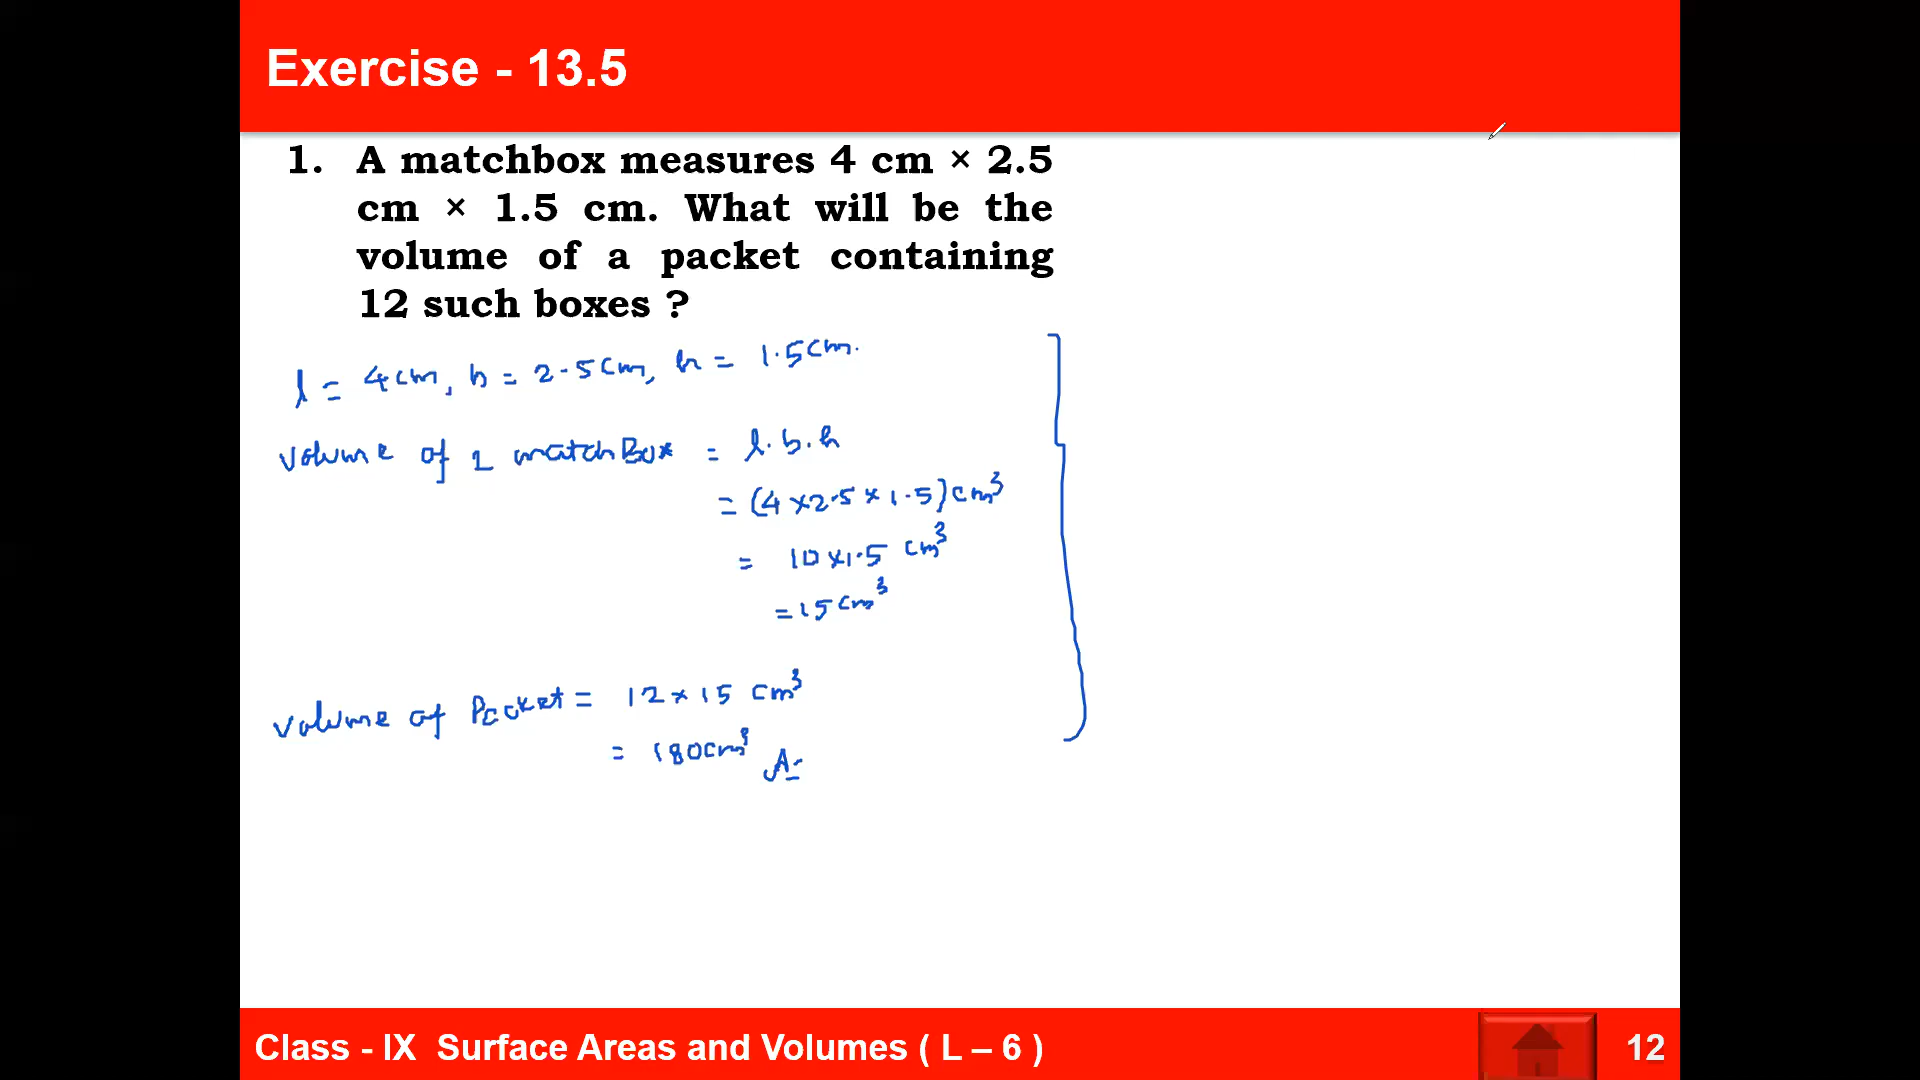 Exercise - 13.5
1. A matchbox measures 4 cm × 2.5
cm × 1.5 cm. What will be the
volume of a packet containing
12 such boxes ?
l = 4cm, b = 2.5cm, h = 1.5cm.
volume of 1 matchBox = l.b.h
= (4×2.5×1.5)cm³
= 10×1.5 cm³
=15cm³
volume of Packet = 12×15 cm³
= 180cm³ A
Class - IX Surface Areas and Volumes ( L – 6 )
12